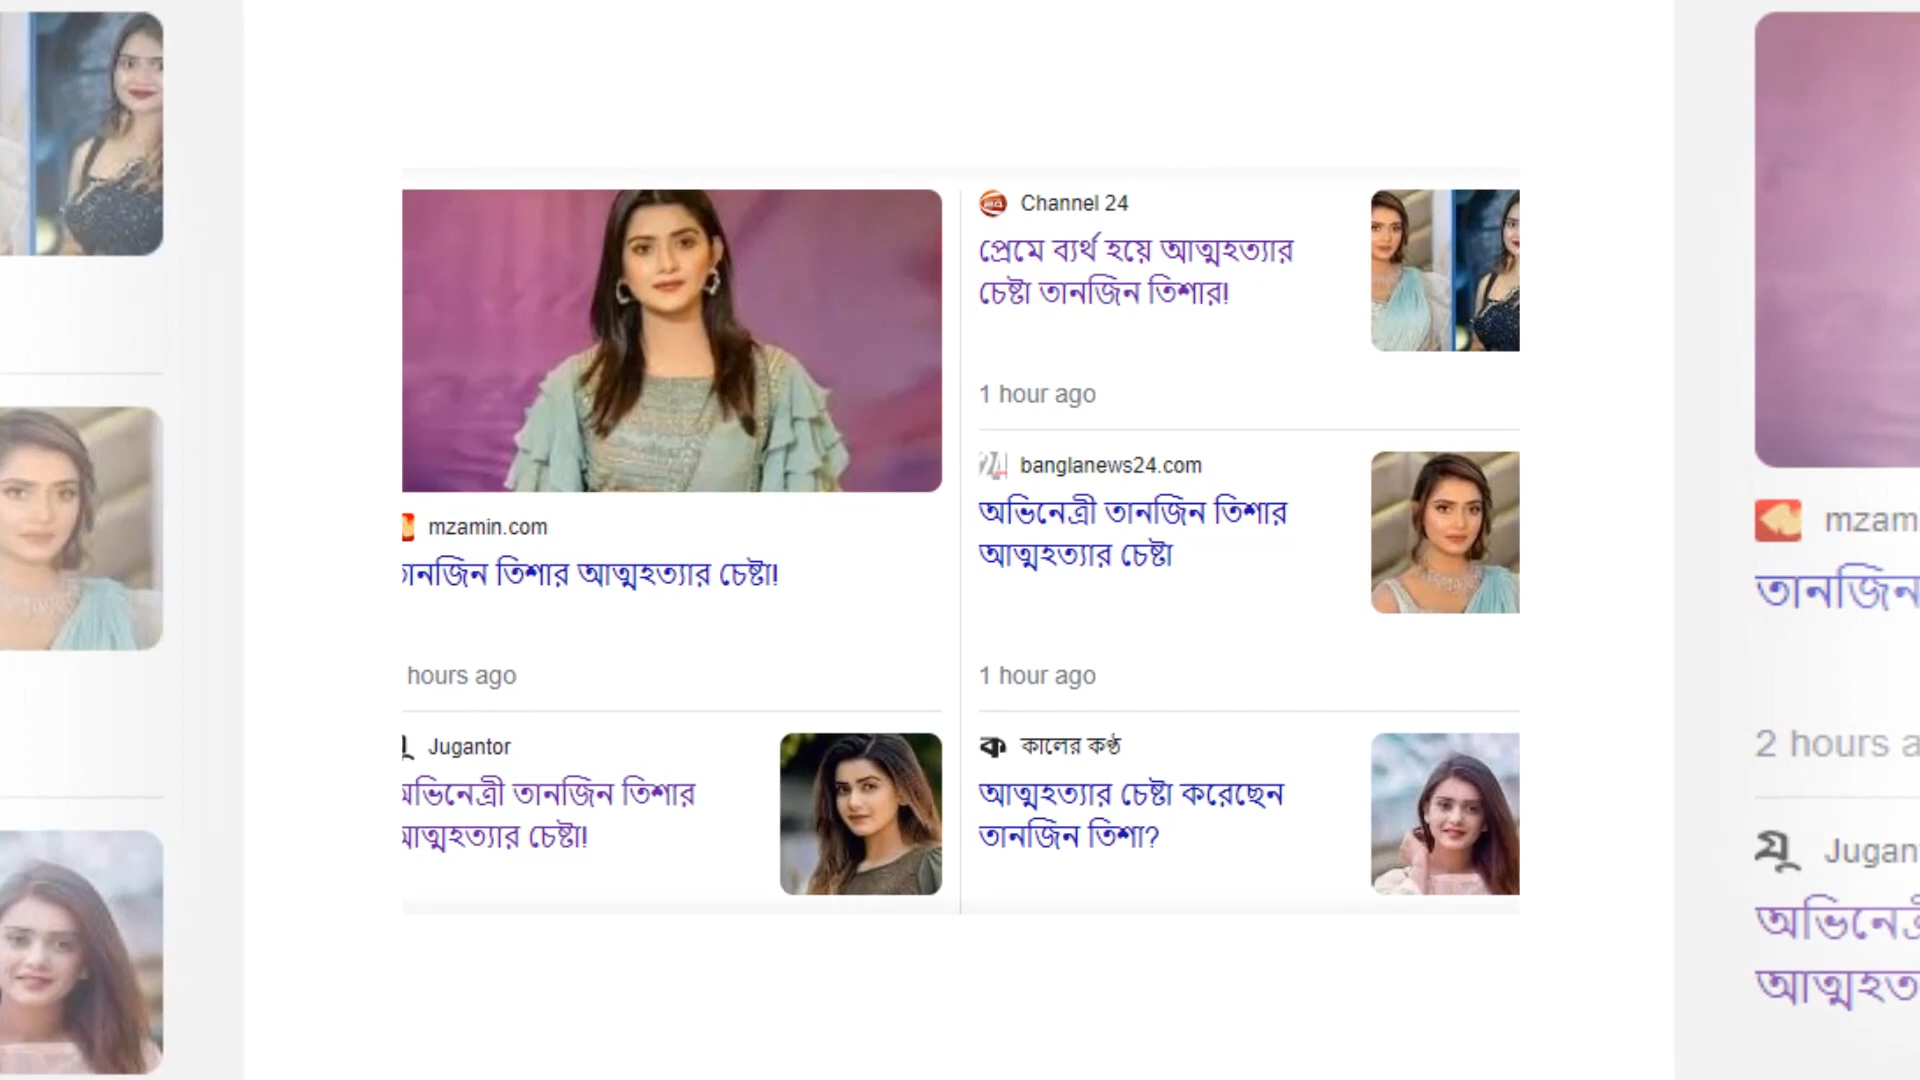 mzamin.com
তানজিন তিশার আত্মহত্যার চেষ্টা!
hours ago
Jugantor
অভিনেত্রী তানজিন তিশার
আত্মহত্যার চেষ্টা!
Channel 24
প্রেমে ব্যর্থ হয়ে আত্মহত্যার
চেষ্টা তানজিন তিশার!
1 hour ago
banglanews24.com
অভিনেত্রী তানজিন তিশার
আত্মহত্যার চেষ্টা
1 hour ago
কালের কণ্ঠ
আত্মহত্যার চেষ্টা করেছেন
তানজিন তিশা?
mzam
তানজিন
2 hours a
Jugan